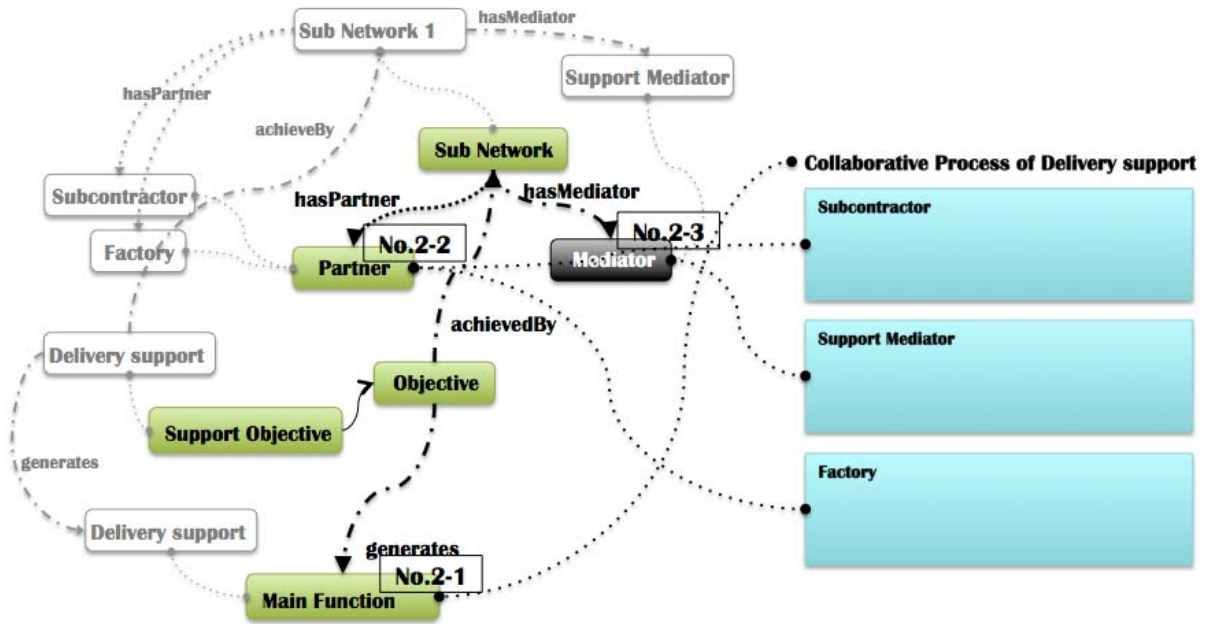 hasMediator
Sub Network 1
Support Mediator
hasPartner
achieveBy
Sub Network
Collaborative Process of Delivery support
Subcontractor
hasPartner
hasMediator
Subcontractor
No.2-2
No.2-3
Factory
Partner
Mediator
achievedBy
Delivery support
Support Mediator
Objective
Support Objective
generates
Factory
Delivery support
generates
No.2-1
Main Function